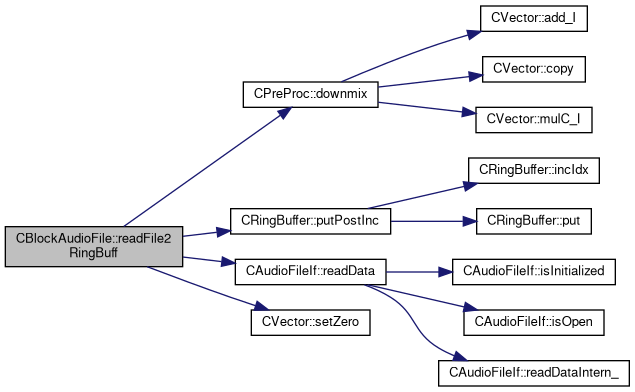 CBlockAudioFile::readFile2
RingBuff
CPreProc::downmix
CVector::add_I
CVector::copy
CVector::mulC_I
CRingBuffer::putPostInc
CRingBuffer::incIdx
CRingBuffer::put
CAudioFileIf::readData
CAudioFileIf::isInitialized
CAudioFileIf::isOpen
CAudioFileIf::readDataIntern_
CVector::setZero